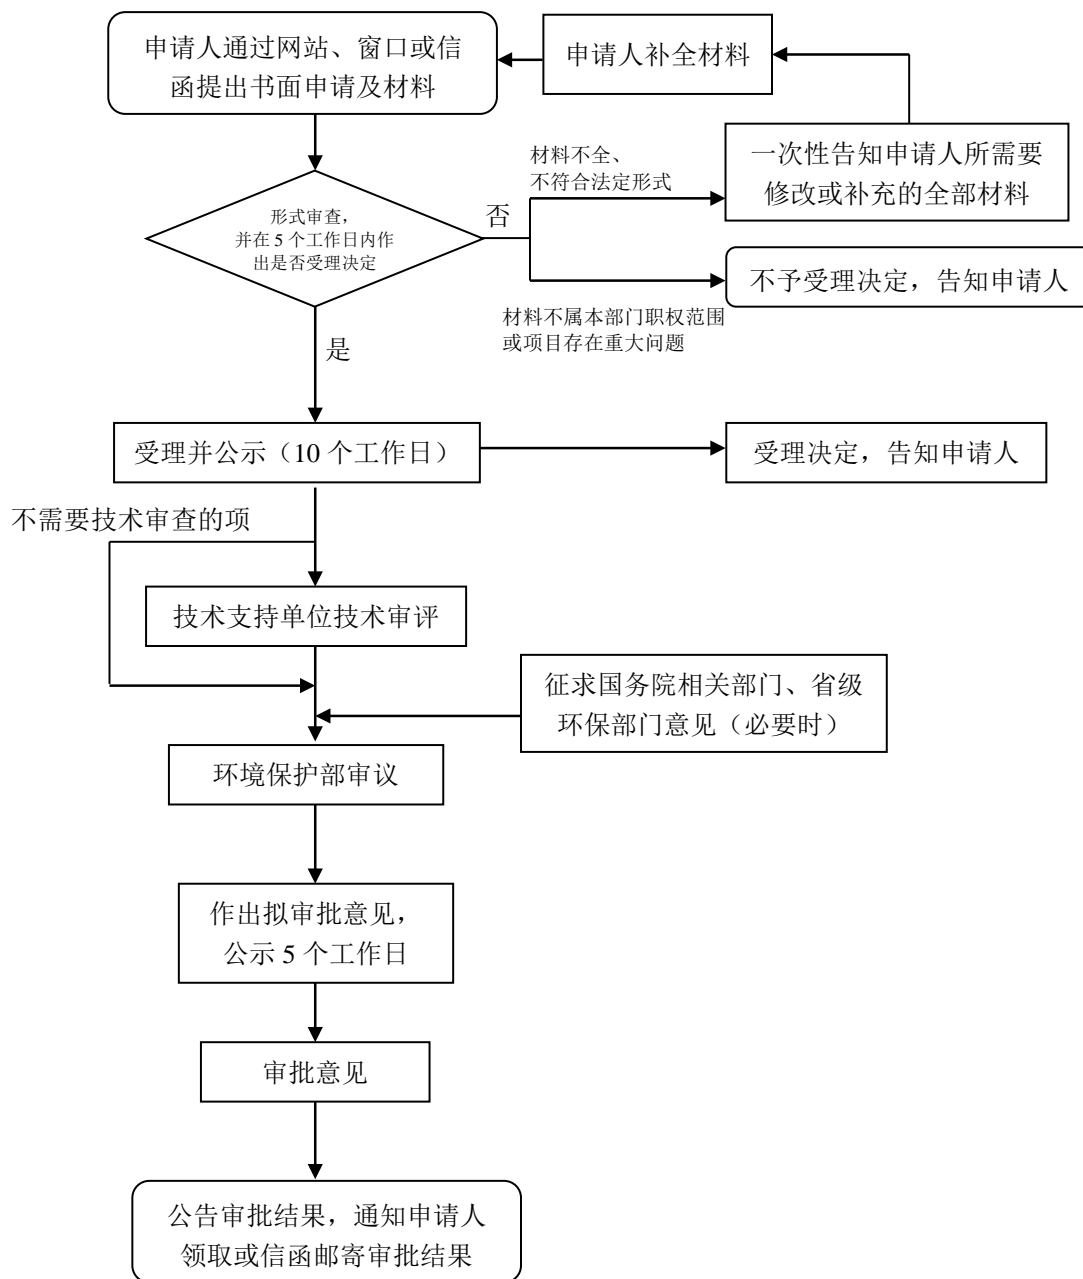 申请人通过网站、窗口或信
函提出书面申请及材料
申请人补全材料
材料不全、
不符合法定形式
一次性告知申请人所需要
修改或补充的全部材料
形式审查，
并在 5 个工作日内作
出是否受理决定
否
不予受理决定，告知申请人
材料不属本部门职权范围
或项目存在重大问题
是
受理并公示（10 个工作日）
受理决定，告知申请人
不需要技术审查的项
技术支持单位技术审评
征求国务院相关部门、省级
环保部门意见（必要时）
环境保护部审议
作出拟审批意见，
公示 5 个工作日
审批意见
公告审批结果，通知申请人
领取或信函邮寄审批结果